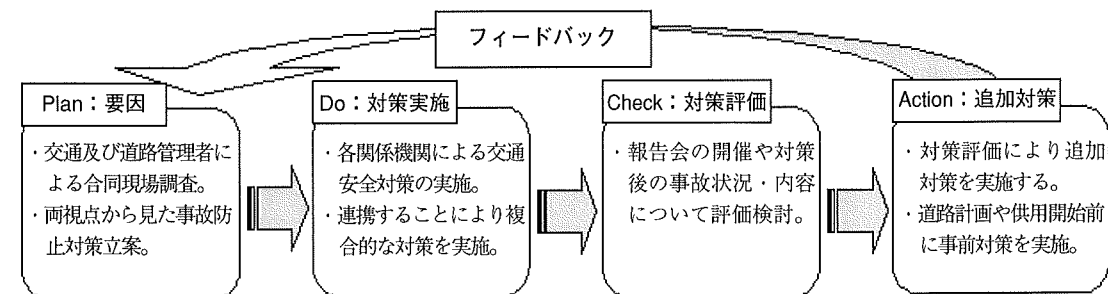 フィードバック
Plan：要因
・交通及び道路管理者に
よる合同現場調査。
・両視点から見た事故防
止対策立案。
Do：対策実施
・各関係機関による交通
安全対策の実施。
・連携することにより複
合的な対策を実施。
Check：対策評価
・報告会の開催や対策
後の事故状況・内容
について評価検討。
Action：追加対策
・対策評価により追加
対策を実施する。
・道路計画や供用開始前
に事前対策を実施。